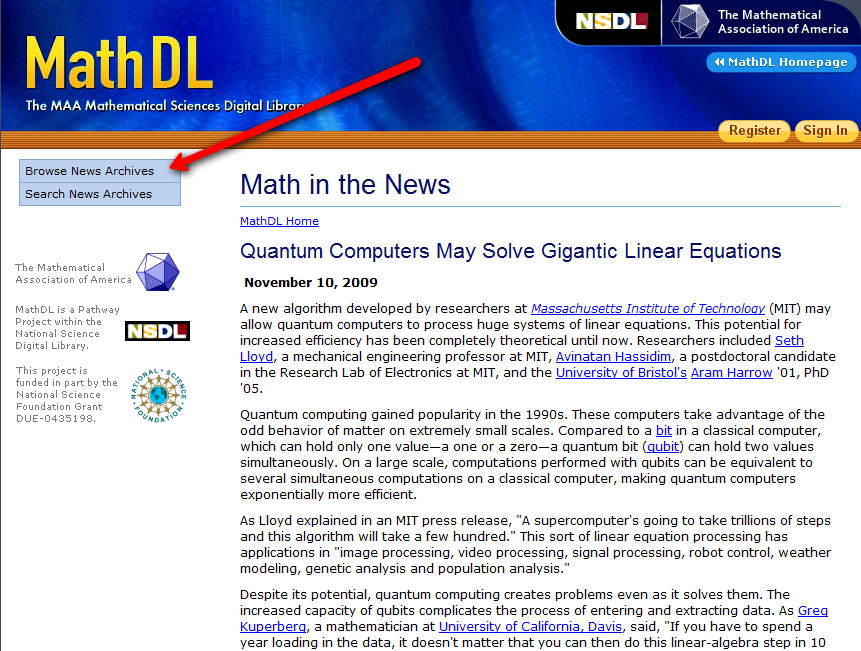 NSDL
The Mathematical
Association of America
MathDL Homepage
MathDL
The MAA Mathematical Sciences Digital Library
Register
Sign In
Browse News Archives
Search News Archives
The Mathematical
Association of America
MathDL is a Pathway
Project within the
National Science
Digital Library.
NSDL
This project is
funded in part by the
National Science
Foundation Grant
DUE-0435198.
NATIONAL SCIENCE FOUNDATION
Math in the News
MathDL Home
Quantum Computers May Solve Gigantic Linear Equations
November 10, 2009
A new algorithm developed by researchers at Massachusetts Institute of Technology (MIT) may
allow quantum computers to process huge systems of linear equations. This potential for
increased efficiency has been completely theoretical until now. Researchers included Seth
Lloyd, a mechanical engineering professor at MIT, Avinatan Hassidim, a postdoctoral candidate
in the Research Lab of Electronics at MIT, and the University of Bristol's Aram Harrow '01, PhD
'05.
Quantum computing gained popularity in the 1990s. These computers take advantage of the
odd behavior of matter on extremely small scales. Compared to a bit in a classical computer,
which can hold only one value—a one or a zero—a quantum bit (qubit) can hold two values
simultaneously. On a large scale, computations performed with qubits can be equivalent to
several simultaneous computations on a classical computer, making quantum computers
exponentially more efficient.
As Lloyd explained in an MIT press release, "A supercomputer's going to take trillions of steps
and this algorithm will take a few hundred." This sort of linear equation processing has
applications in "image processing, video processing, signal processing, robot control, weather
modeling, genetic analysis and population analysis."
Despite its potential, quantum computing creates problems even as it solves them. The
increased capacity of qubits complicates the process of entering and extracting data. As Greg
Kuperberg, a mathematician at University of California, Davis, said, "If you have to spend a
year loading in the data, it doesn't matter that you can then do this linear-algebra step in 10